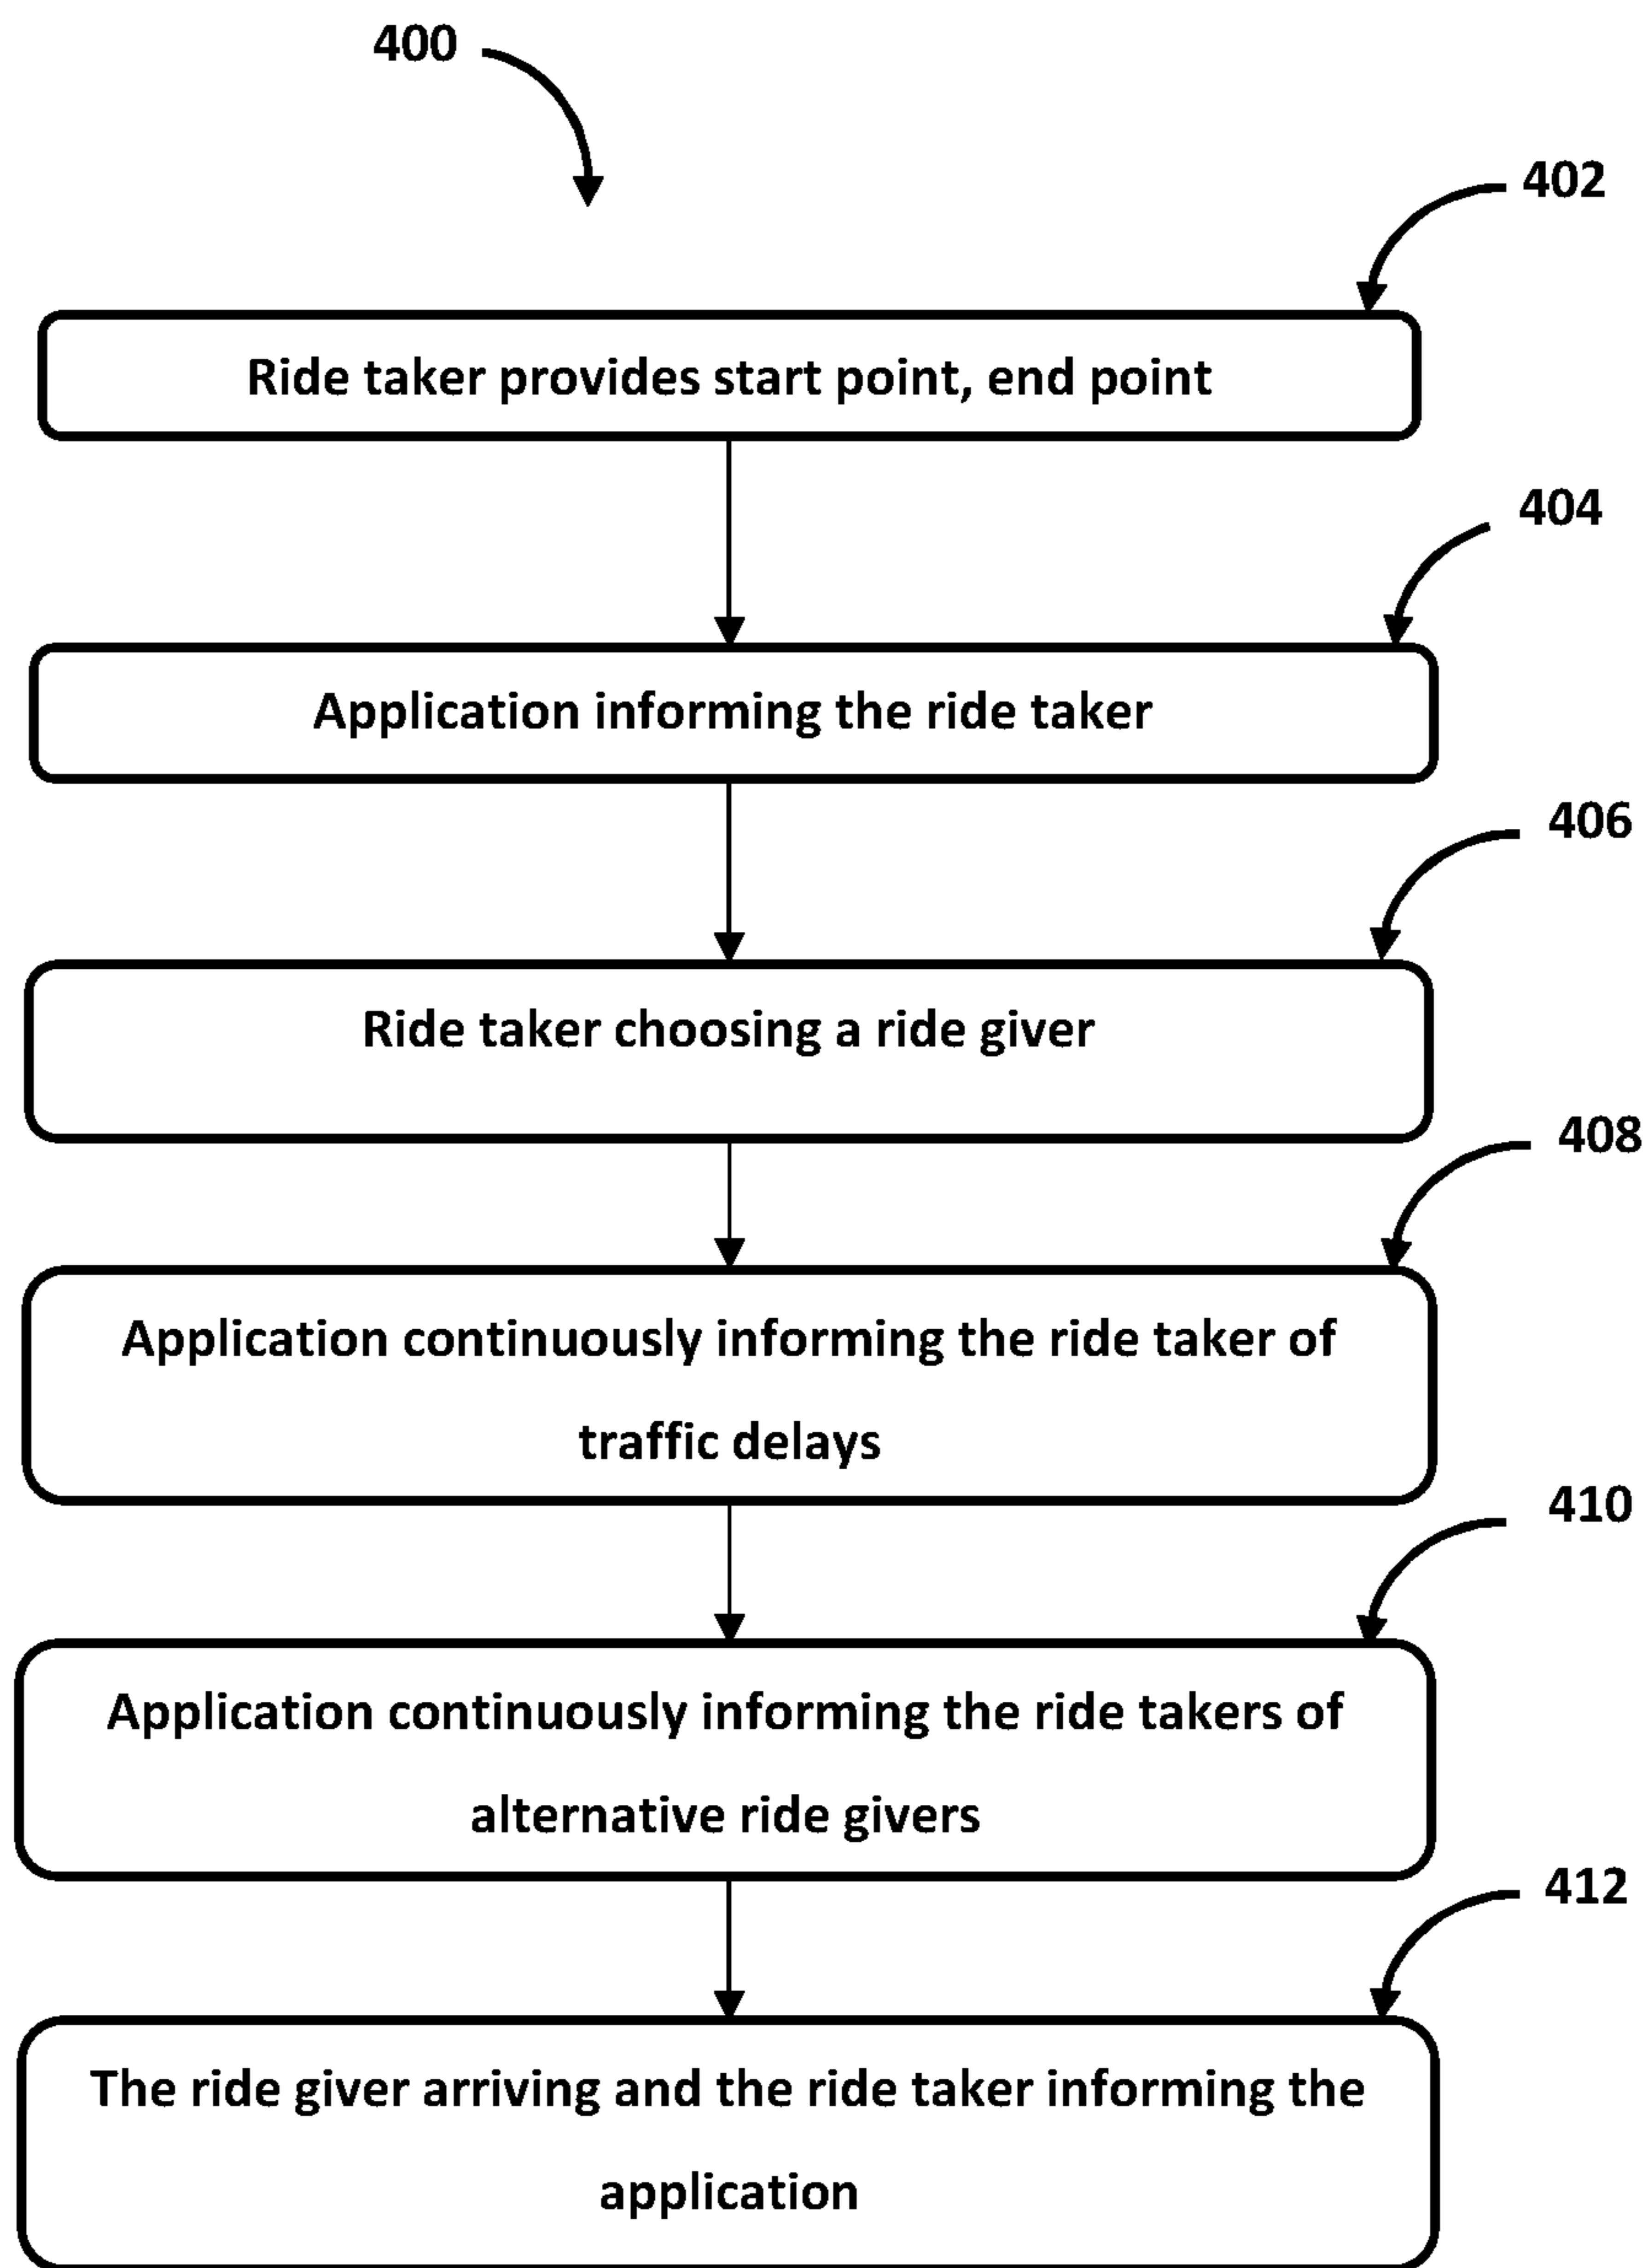 400
402
Ride taker provides start point, end point
404
Application informing the ride taker
406
Ride taker choosing a ride giver
408
Application continuously informing the ride taker of
traffic delays
410
Application continuously informing the ride takers of
alternative ride givers
412
The ride giver arriving and the ride taker informing the
application